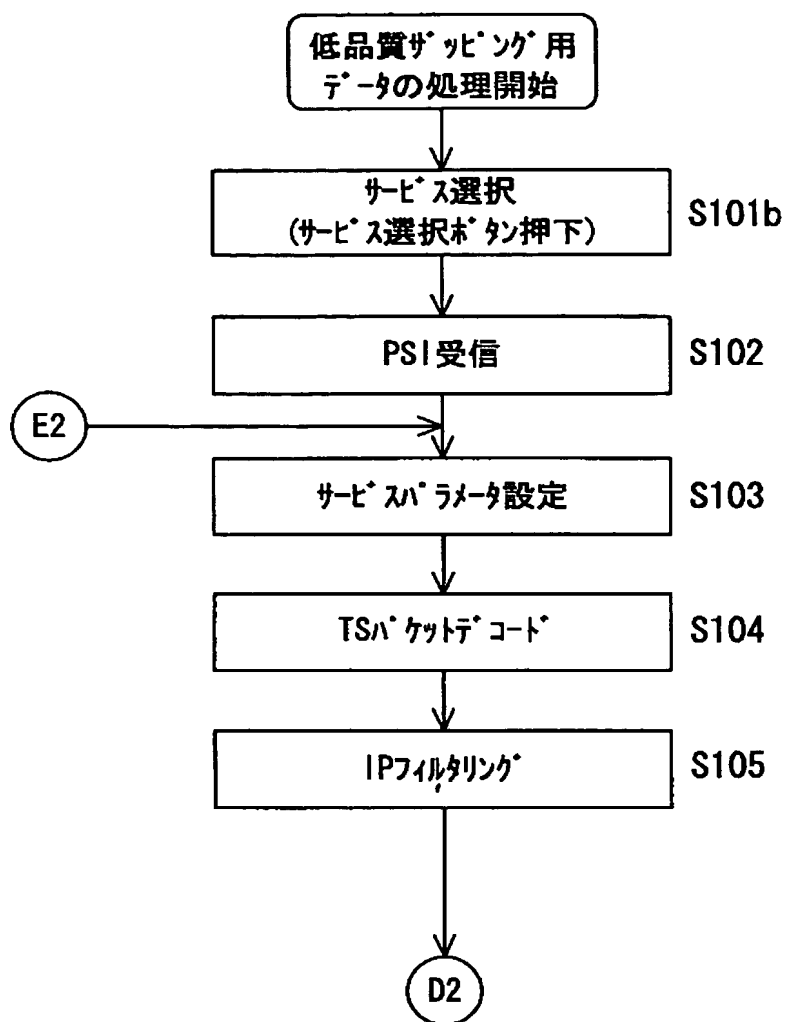 低品質ｻﾞｯﾋﾟﾝｸﾞ用
ﾃﾞｰﾀの処理開始
ｻｰﾋﾞｽ選択
(ｻｰﾋﾞｽ選択ﾎﾞﾀﾝ押下)
S101b
PSI受信
S102
E2
ｻｰﾋﾞｽﾊﾟﾗﾒｰﾀ設定
S103
TSﾊﾟｹｯﾄﾃﾞｺｰﾄﾞ
S104
IPﾌｨﾙﾀﾘﾝｸﾞ
S105
D2